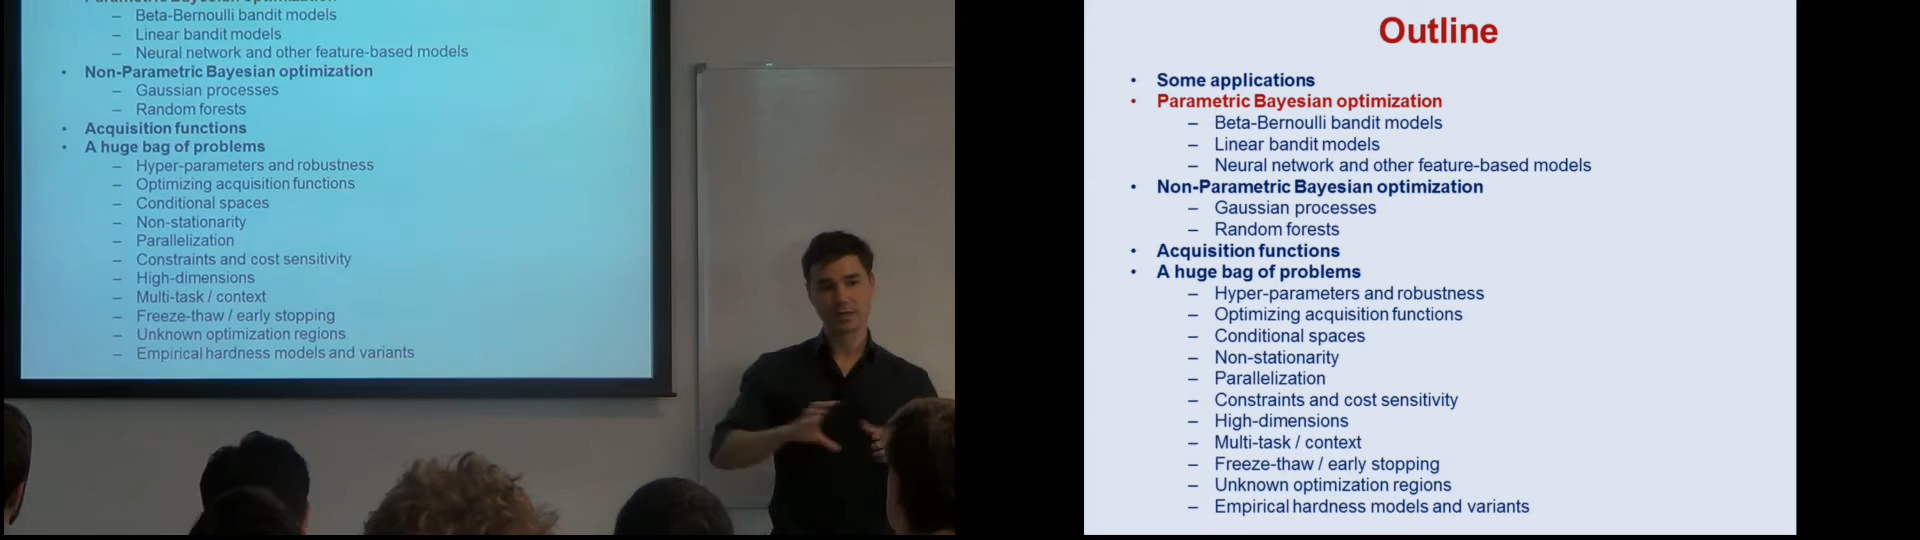 Parametric Bayesian optimization
– Beta-Bernoulli bandit models
– Linear bandit models
– Neural network and other feature-based models
• Non-Parametric Bayesian optimization
– Gaussian processes
– Random forests
• Acquisition functions
• A huge bag of problems
– Hyper-parameters and robustness
– Optimizing acquisition functions
– Conditional spaces
– Non-stationarity
– Parallelization
– Constraints and cost sensitivity
– High-dimensions
– Multi-task / context
– Freeze-thaw / early stopping
– Unknown optimization regions
– Empirical hardness models and variants
Outline
• Some applications
• Parametric Bayesian optimization
– Beta-Bernoulli bandit models
– Linear bandit models
– Neural network and other feature-based models
• Non-Parametric Bayesian optimization
– Gaussian processes
– Random forests
• Acquisition functions
• A huge bag of problems
– Hyper-parameters and robustness
– Optimizing acquisition functions
– Conditional spaces
– Non-stationarity
– Parallelization
– Constraints and cost sensitivity
– High-dimensions
– Multi-task / context
– Freeze-thaw / early stopping
– Unknown optimization regions
– Empirical hardness models and variants